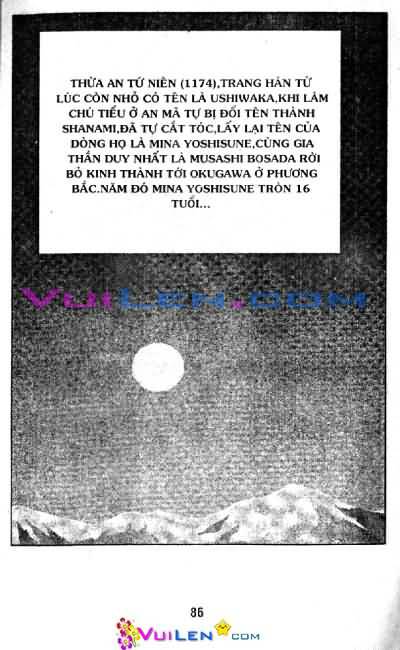 THỪA AN TỨ NIÊN (1174),TRANG HÁN TỬ
LÚC CÒN NHỎ CÓ TÊN LÀ USHIWAKA,KHI LÀM
CHÚ TIỂU Ở AN MÃ TỰ BỊ ĐỔI TÊN THÀNH
SHANAMI,ĐÃ TỰ CẮT TÓC,LẤY LẠI TÊN CỦA
DÒNG HỌ LÀ MINA YOSHISUNE,CÙNG GIA
THẦN DUY NHẤT LÀ MUSASHI BOSADA RỜI
BỎ KINH THÀNH TỚI OKUGAWA Ở PHƯƠNG
BẮC.NĂM ĐÓ MINA YOSHISUNE TRÒN 16
TUỔI...
VUILEN.COM
86
VUILEN.COM